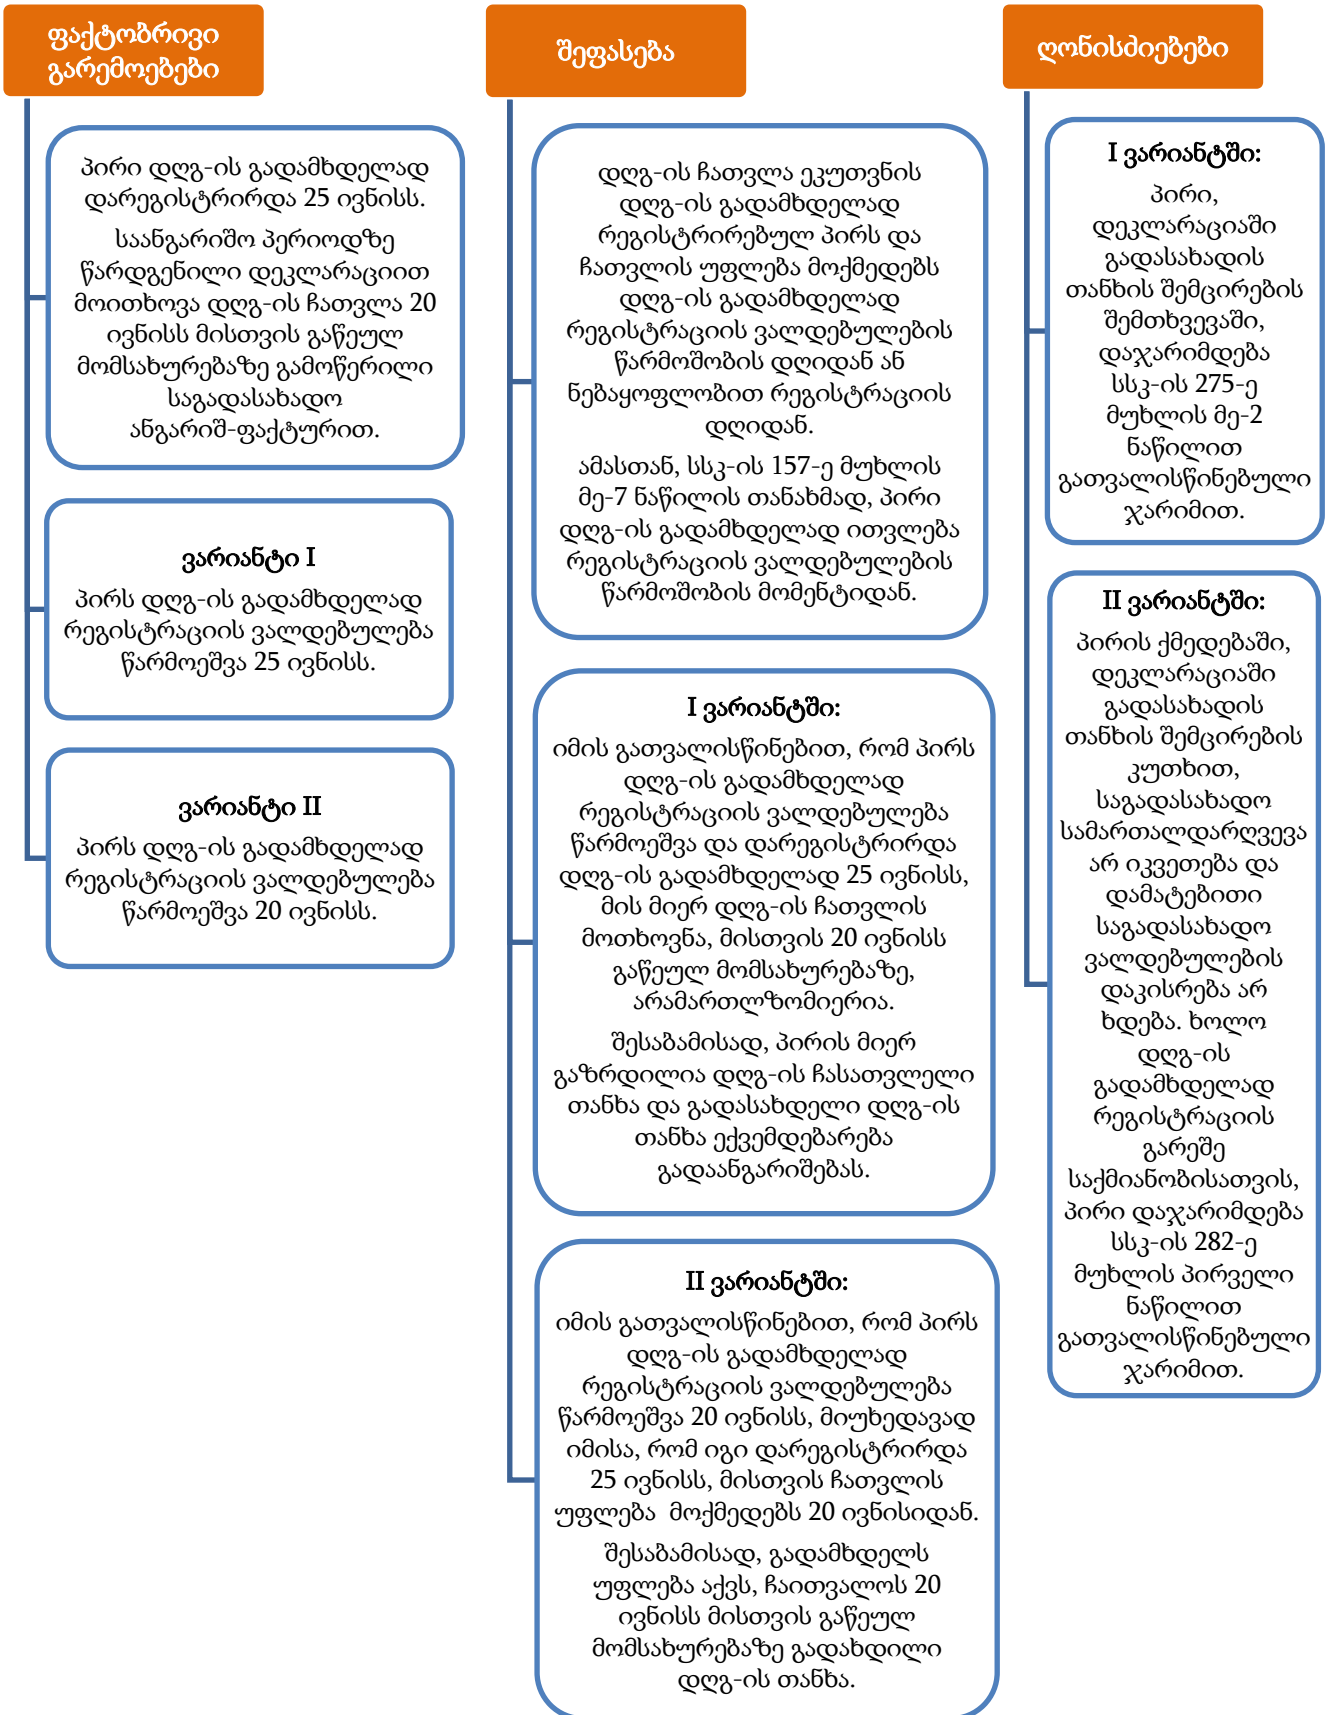 ფაქტობრივი
გარემოებები
პირი დღგ-ის გადამხდელად
დარეგისტრირდა 25 ივნისს.
საანგარიშო პერიოდზე
წარდგენილი დეკლარაციით
მოითხოვა დღგ-ის ჩათვლა 20
ივნისს მისთვის გაწეულ
მომსახურებაზე გამოწერილი
საგადასახადო
ანგარიშ-ფაქტურით.
ვარიანტი I
პირს დღგ-ის გადამხდელად
რეგისტრაციის ვალდებულება
წარმოეშვა 25 ივნისს.
ვარიანტი II
პირს დღგ-ის გადამხდელად
რეგისტრაციის ვალდებულება
წარმოეშვა 20 ივნისს.
შეფასება
დღგ-ის ჩათვლა ეკუთვნის
დღგ-ის გადამხდელად
რეგისტრირებულ პირს და
ჩათვლის უფლება მოქმედებს
დღგ-ის გადამხდელად
რეგისტრაციის ვალდებულების
წარმოშობის დღიდან ან
ნებაყოფლობით რეგისტრაციის
დღიდან.
ამასთან, სსკ-ის 157-ე მუხლის
მე-7 ნაწილის თანახმად, პირი
დღგ-ის გადამხდელად ითვლება
რეგისტრაციის ვალდებულების
წარმოშობის მომენტიდან.
I ვარიანტში:
იმის გათვალისწინებით, რომ პირს
დღგ-ის გადამხდელად
რეგისტრაციის ვალდებულება
წარმოეშვა და დარეგისტრირდა
დღგ-ის გადამხდელად 25 ივნისს,
მის მიერ დღგ-ის ჩათვლის
მოთხოვნა, მისთვის 20 ივნისს
გაწეულ მომსახურებაზე,
არამართლზომიერია.
შესაბამისად, პირის მიერ
გაზრდილია დღგ-ის ჩასათვლელი
თანხა და გადასახდელი დღგ-ის
თანხა ექვემდებარება
გადაანგარიშებას.
II ვარიანტში:
იმის გათვალისწინებით, რომ პირს
დღგ-ის გადამხდელად
რეგისტრაციის ვალდებულება
წარმოეშვა 20 ივნისს, მიუხედავად
იმისა, რომ იგი დარეგისტრირდა
25 ივნისს, მისთვის ჩათვლის
უფლება  მოქმედებს 20 ივნისიდან.
შესაბამისად, გადამხდელს
უფლება აქვს, ჩაითვალოს 20
ივნისს მისთვის გაწეულ
მომსახურებაზე გადახდილი
დღგ-ის თანხა.
ღონისძიებები
I ვარიანტში:
პირი,
დეკლარაციაში
გადასახადის
თანხის შემცირების
შემთხვევაში,
დაჯარიმდება
სსკ-ის 275-ე
მუხლის მე-2
ნაწილით
გათვალისწინებული
ჯარიმით.
II ვარიანტში:
პირის ქმედებაში,
დეკლარაციაში
გადასახადის
თანხის შემცირების
კუთხით,
საგადასახადო
სამართალდარღვევა
არ იკვეთება და
დამატებითი
საგადასახადო
ვალდებულების
დაკისრება არ
ხდება. ხოლო
დღგ-ის
გადამხდელად
რეგისტრაციის
გარეშე
საქმიანობისათვის,
პირი დაჯარიმდება
სსკ-ის 282-ე
მუხლის პირველი
ნაწილით
გათვალისწინებული
ჯარიმით.